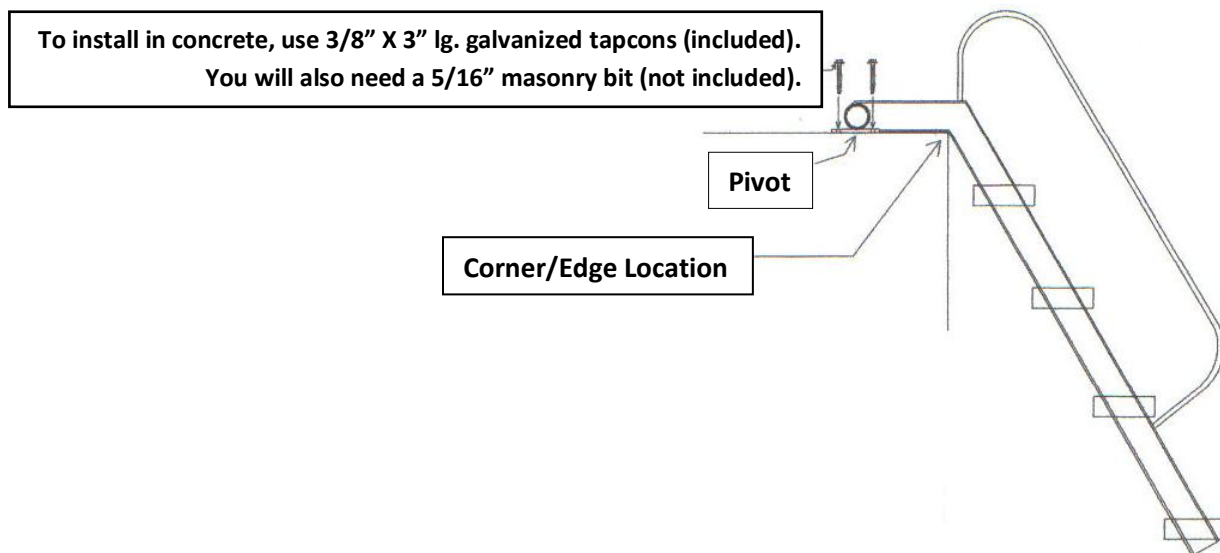 To install in concrete, use 3/8” X 3” lg. galvanized tapcons (included).
You will also need a 5/16” masonry bit (not included).
Pivot
Corner/Edge Location